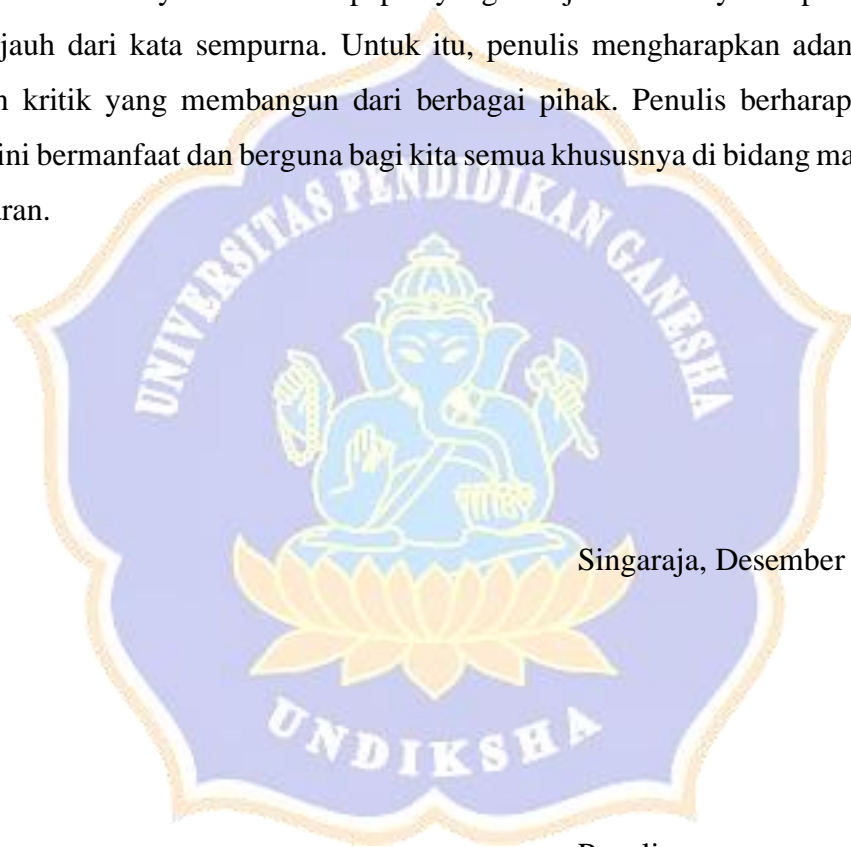 jauh dari kata sempurna. Untuk itu, penulis mengharapkan adan
kritik yang membangun dari berbagai pihak. Penulis berharap
ini bermanfaat dan berguna bagi kita semua khususnya di bidang ma
aran.
UNIVERSITAS PENDIDIKAN GANESHA
Singaraja, Desember
UNDIKSHA